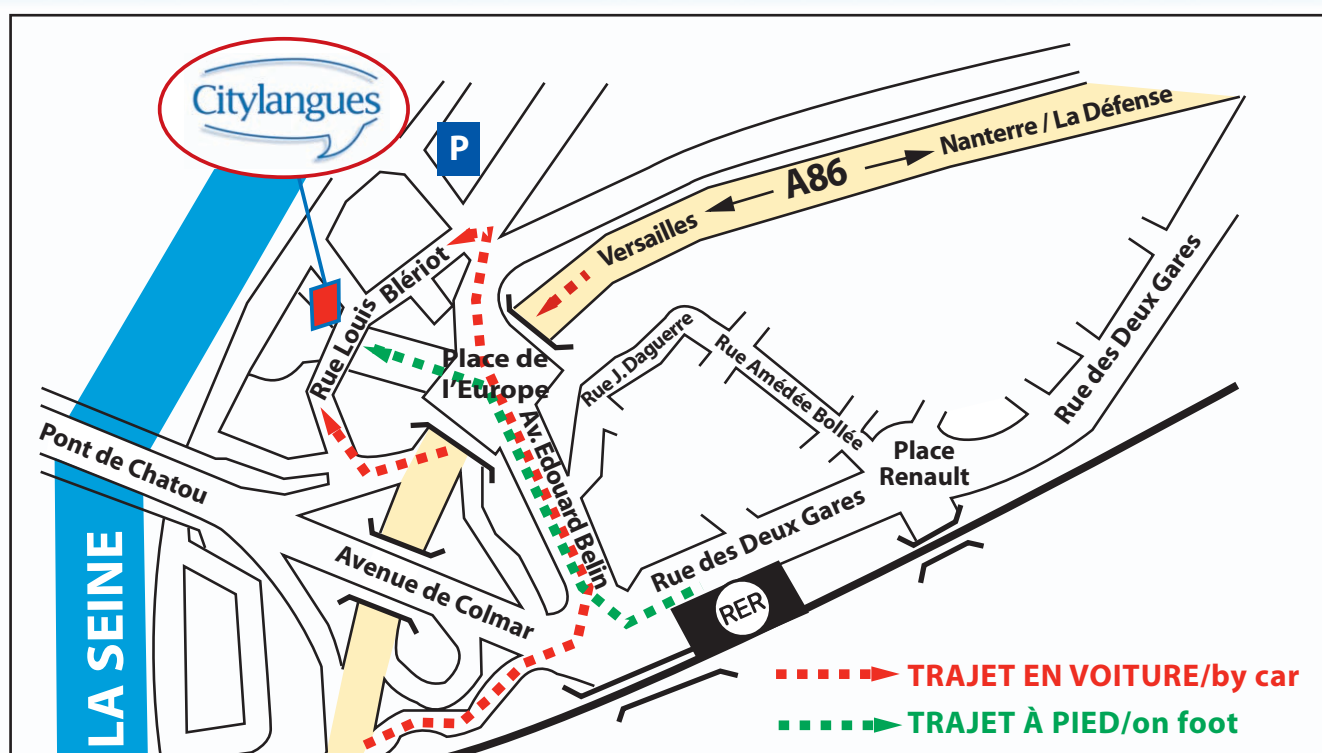 Citylangues
P
Nanterre / La Défense
A86
Versailles
Rue Louis Blériot
Place de
l'Europe
Rue J. Daguerre
Rue Amédée Bollée
Rue des Deux Gares
Place
Renault
Pont de Chatou
Av. Edouard Belin
Rue des Deux Gares
Avenue de Colmar
RER
LA SEINE
TRAJET EN VOITURE/by car
TRAJET À PIED/on foot